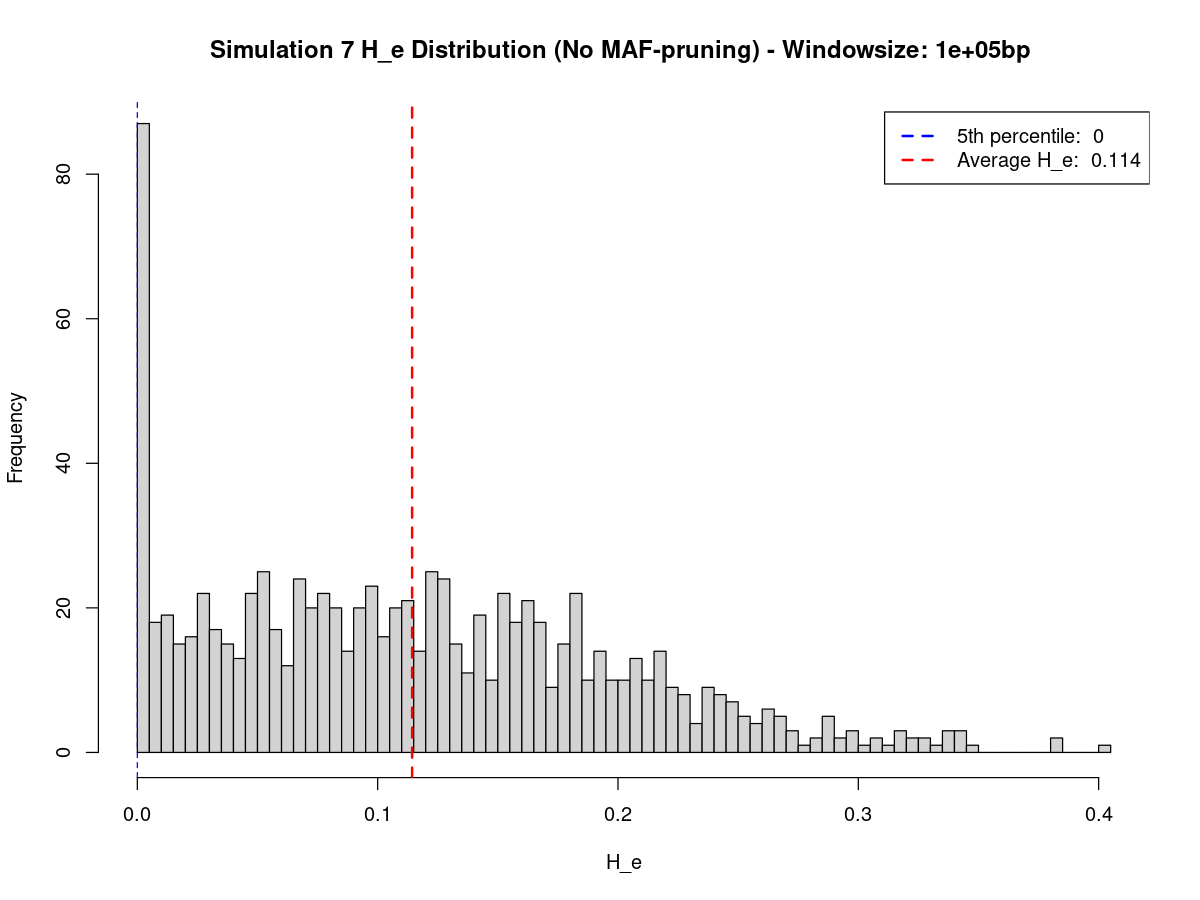 Simulation 7 H_e Distribution (No MAF-pruning) - Windowsize: 1e+05bp
5th percentile:  0
Average H_e:  0.114
Frequency
80
60
40
20
0
0.0 0.1 0.2 0.3 0.4
H_e